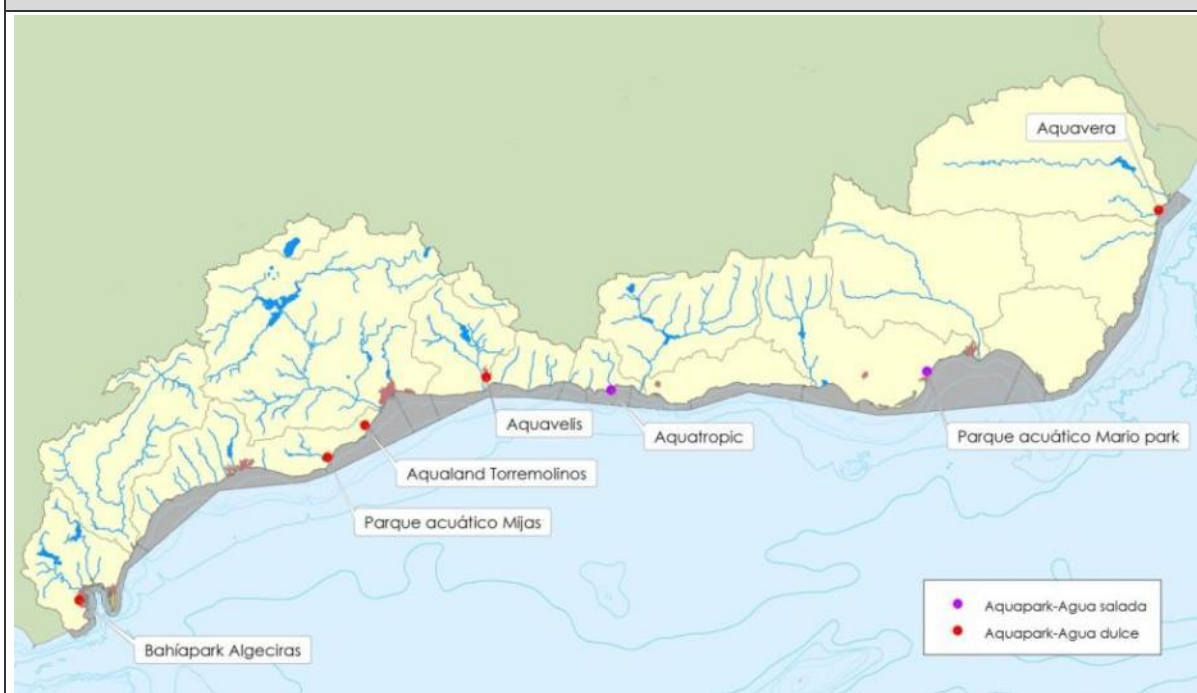 Aquavera
Aquavelis
Aquatropic
Parque acuático Mario park
Aqualand Torremolinos
Parque acuático Mijas
Bahíapark Algeciras
Aquapark-Agua salada
Aquapark-Agua dulce